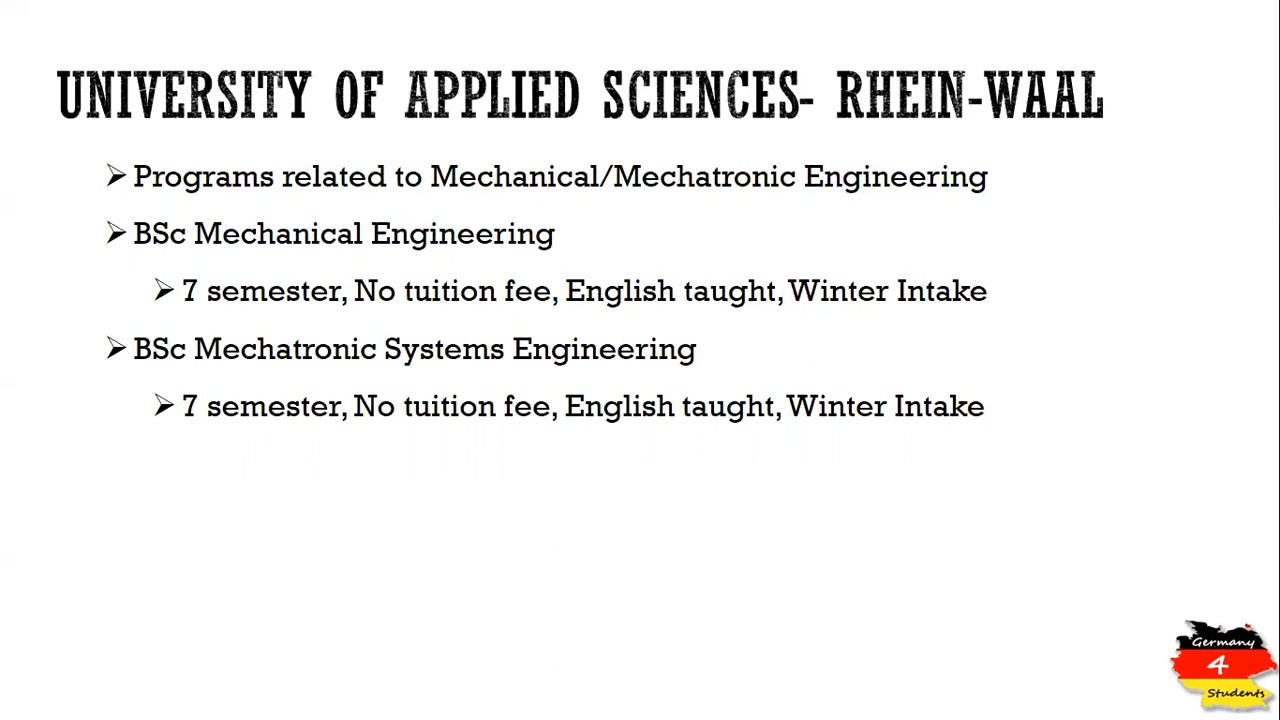 UNIVERSITY OF APPLIED SCIENCES- RHEIN-WAAL
Programs related to Mechanical/Mechatronic Engineering
BSc Mechanical Engineering
7 semester, No tuition fee, English taught, Winter Intake
BSc Mechatronic Systems Engineering
7 semester, No tuition fee, English taught, Winter Intake
Germany
4
Students